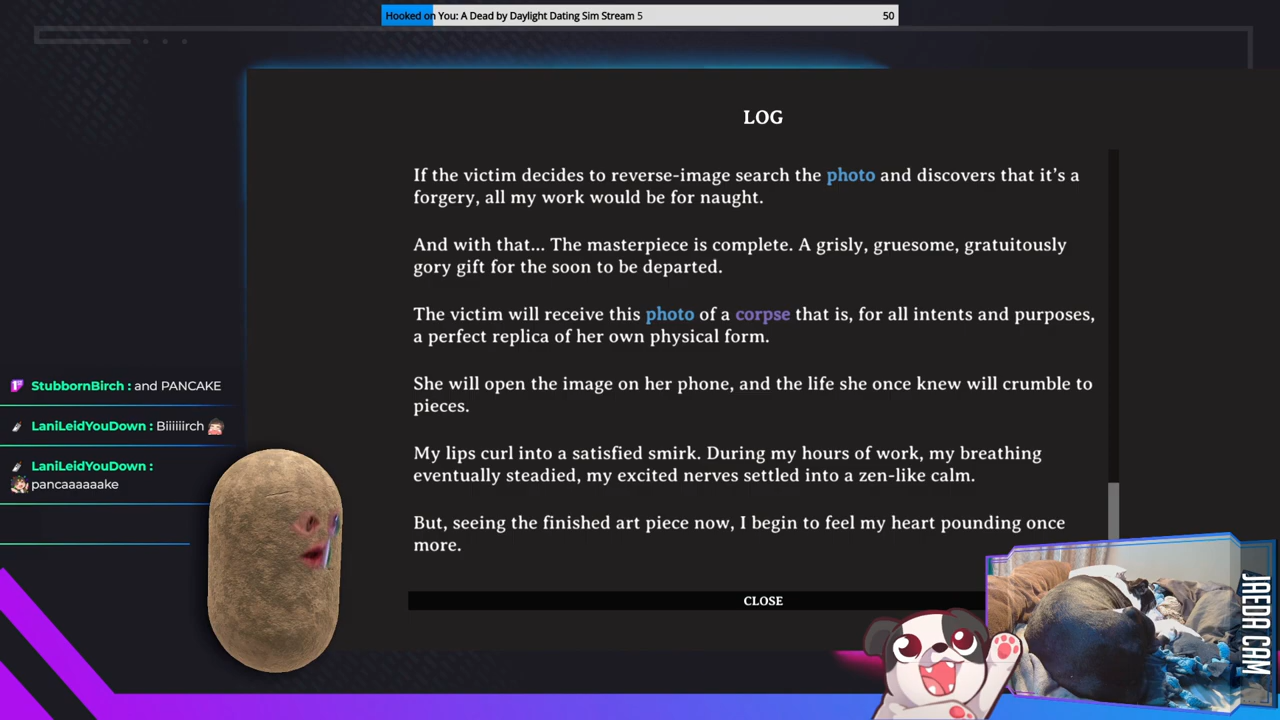 Hooked on You: A Dead by Daylight Dating Sim Stream 5
50
LOG
If the victim decides to reverse-image search the photo and discovers that it's a
forgery, all my work would be for naught.
And with that... The masterpiece is complete. A grisly, gruesome, gratuitously
gory gift for the soon to be departed.
The victim will receive this photo of a corpse that is, for all intents and purposes,
a perfect replica of her own physical form.
She will open the image on her phone, and the life she once knew will crumble to
pieces.
My lips curl into a satisfied smirk. During my hours of work, my breathing
eventually steadied, my excited nerves settled into a zen-like calm.
But, seeing the finished art piece now, I begin to feel my heart pounding once
more.
CLOSE
StubbornBirch : and PANCAKE
LaniLeidYouDown : Biiiiiirch
LaniLeidYouDown :
pancaaaaaake
JAEDA CAM